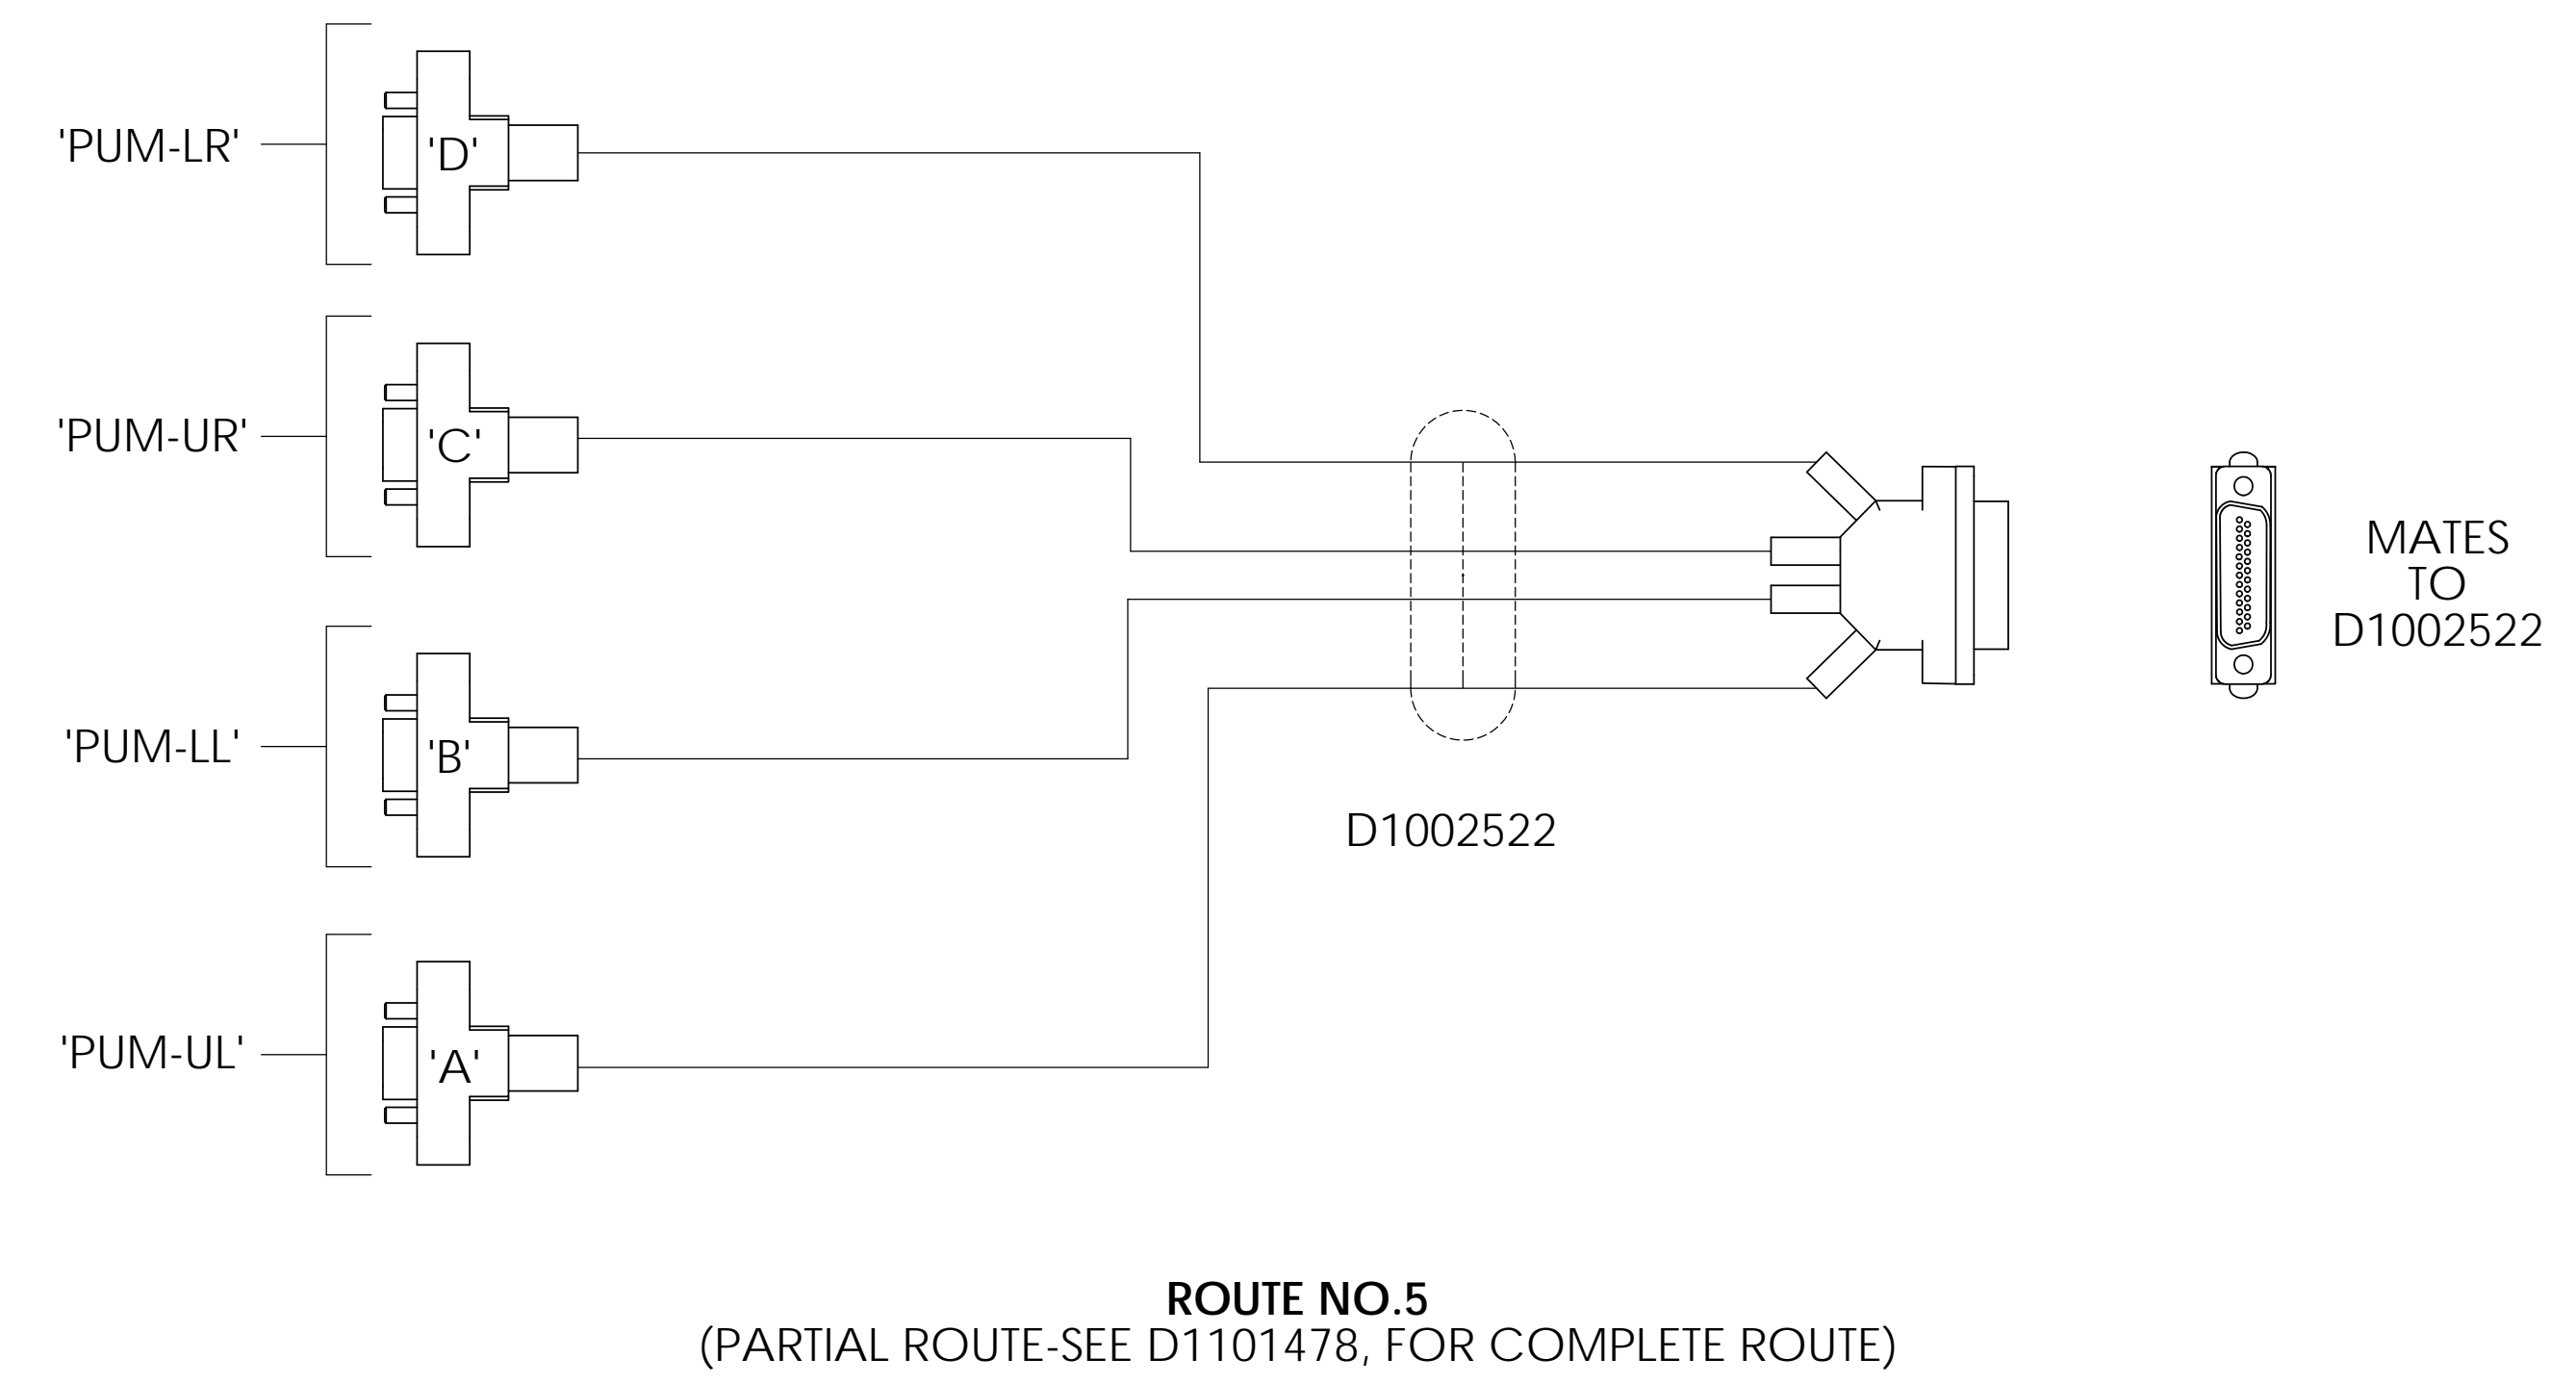 'PUM-LR'
'D'
'PUM-UR'
'C'
MATES
TO
D1002522
'PUM-LL'
'B'
D1002522
'PUM-UL'
'A'
ROUTE NO.5
(PARTIAL ROUTE-SEE D1101478, FOR COMPLETE ROUTE)